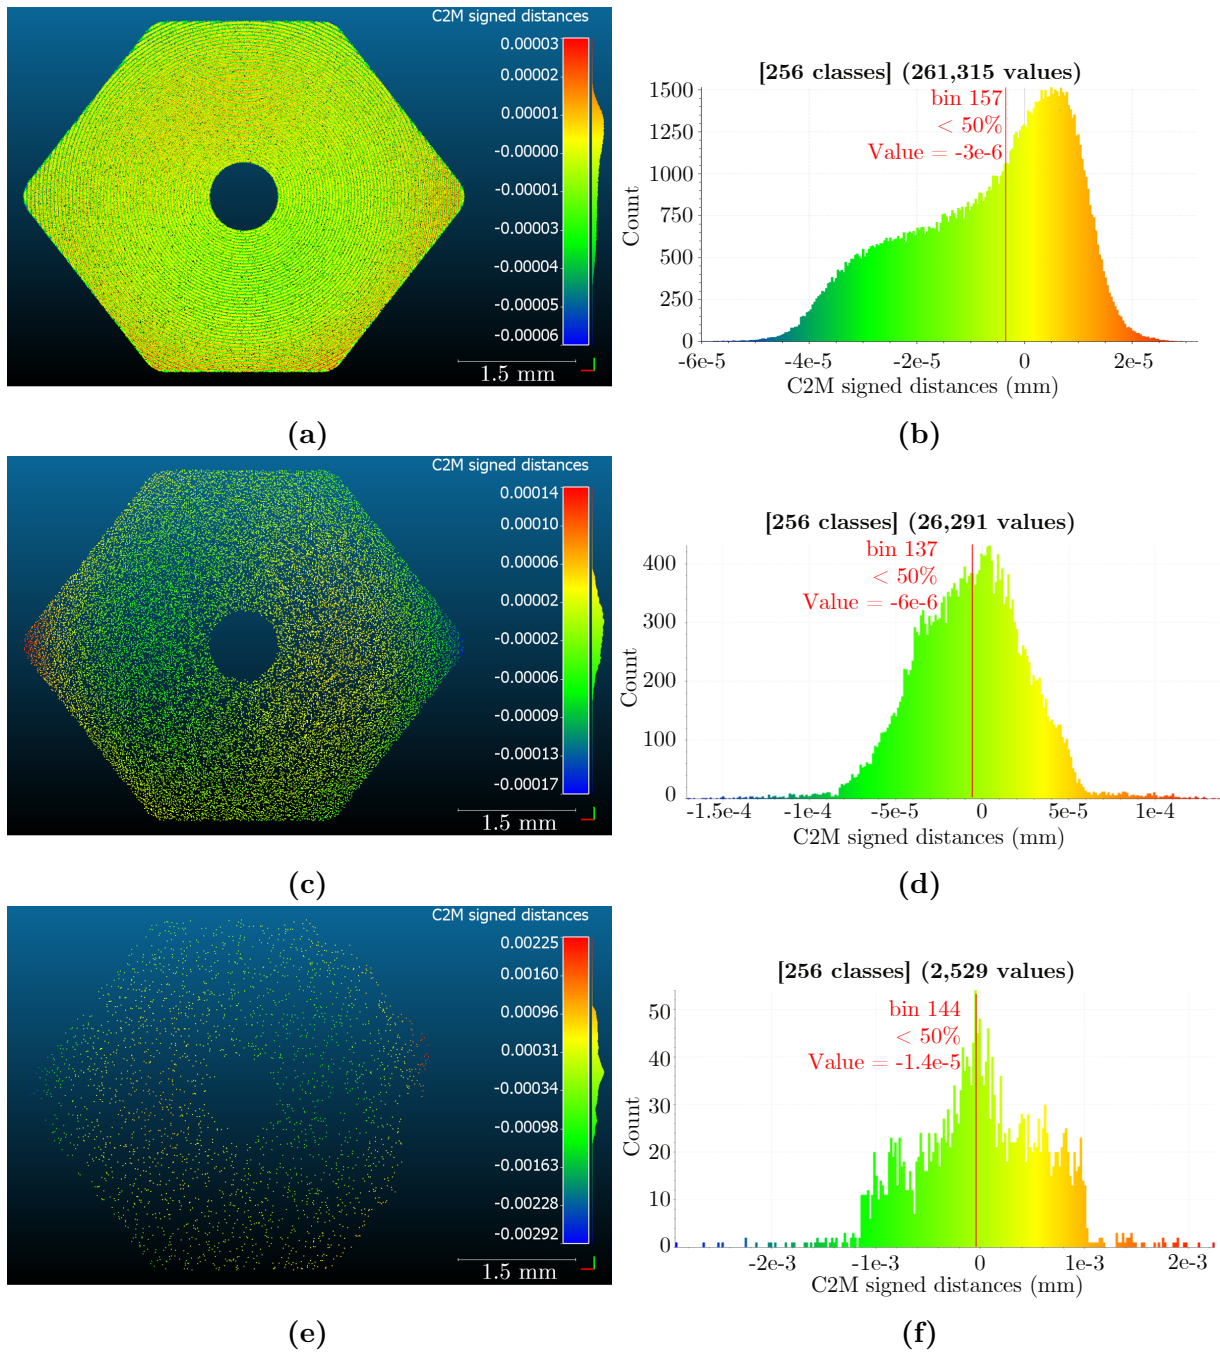 C2M signed distances
0.00003
0.00002
0.00001
-0.00000
-0.00001
-0.00003
-0.00004
-0.00005
-0.00006
1.5 mm
(a)
[256 classes] (261,315 values)
bin 157
< 50%
Value = -3e-6
Count
1500
1250
1000
750
500
250
0
-6e-5 -4e-5 -2e-5 0 2e-5
C2M signed distances (mm)
(b)
C2M signed distances
0.00014
0.00010
0.00006
0.00002
-0.00002
-0.00006
-0.00009
-0.00013
-0.00017
1.5 mm
(c)
[256 classes] (26,291 values)
bin 137
< 50%
Value = -6e-6
Count
400
300
200
100
0
-1.5e-4 -1e-4 -5e-5 0 5e-5 1e-4
C2M signed distances (mm)
(d)
C2M signed distances
0.00225
0.00160
0.00096
0.00031
-0.00034
-0.00098
-0.00163
-0.00228
-0.00292
1.5 mm
(e)
[256 classes] (2,529 values)
bin 144
< 50%
Value = -1.4e-5
Count
50
40
30
20
10
0
-2e-3 -1e-3 0 1e-3 2e-3
C2M signed distances (mm)
(f)